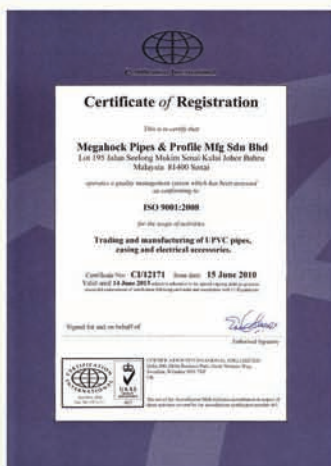 Certification International
Certificate of Registration
This is to certify that
Megahock Pipes & Profile Mfg Sdn Bhd
Lot 195 Jalan Seelong Mukim Senai Kulai Johor Bahru
Malaysia 81400 Senai
operates a quality management system which has been assessed
as conforming to
ISO 9001:2008
for the scope of activities
Trading and manufacturing of UPVC pipes,
casing and electrical accessories.
Certificate No: CI/12171 Issue date: 15 June 2010
Valid until 14 June 2013
Signed for and on behalf of
Authorised Signatory
CERTIFICATION
INTERNATIONAL
UKAS